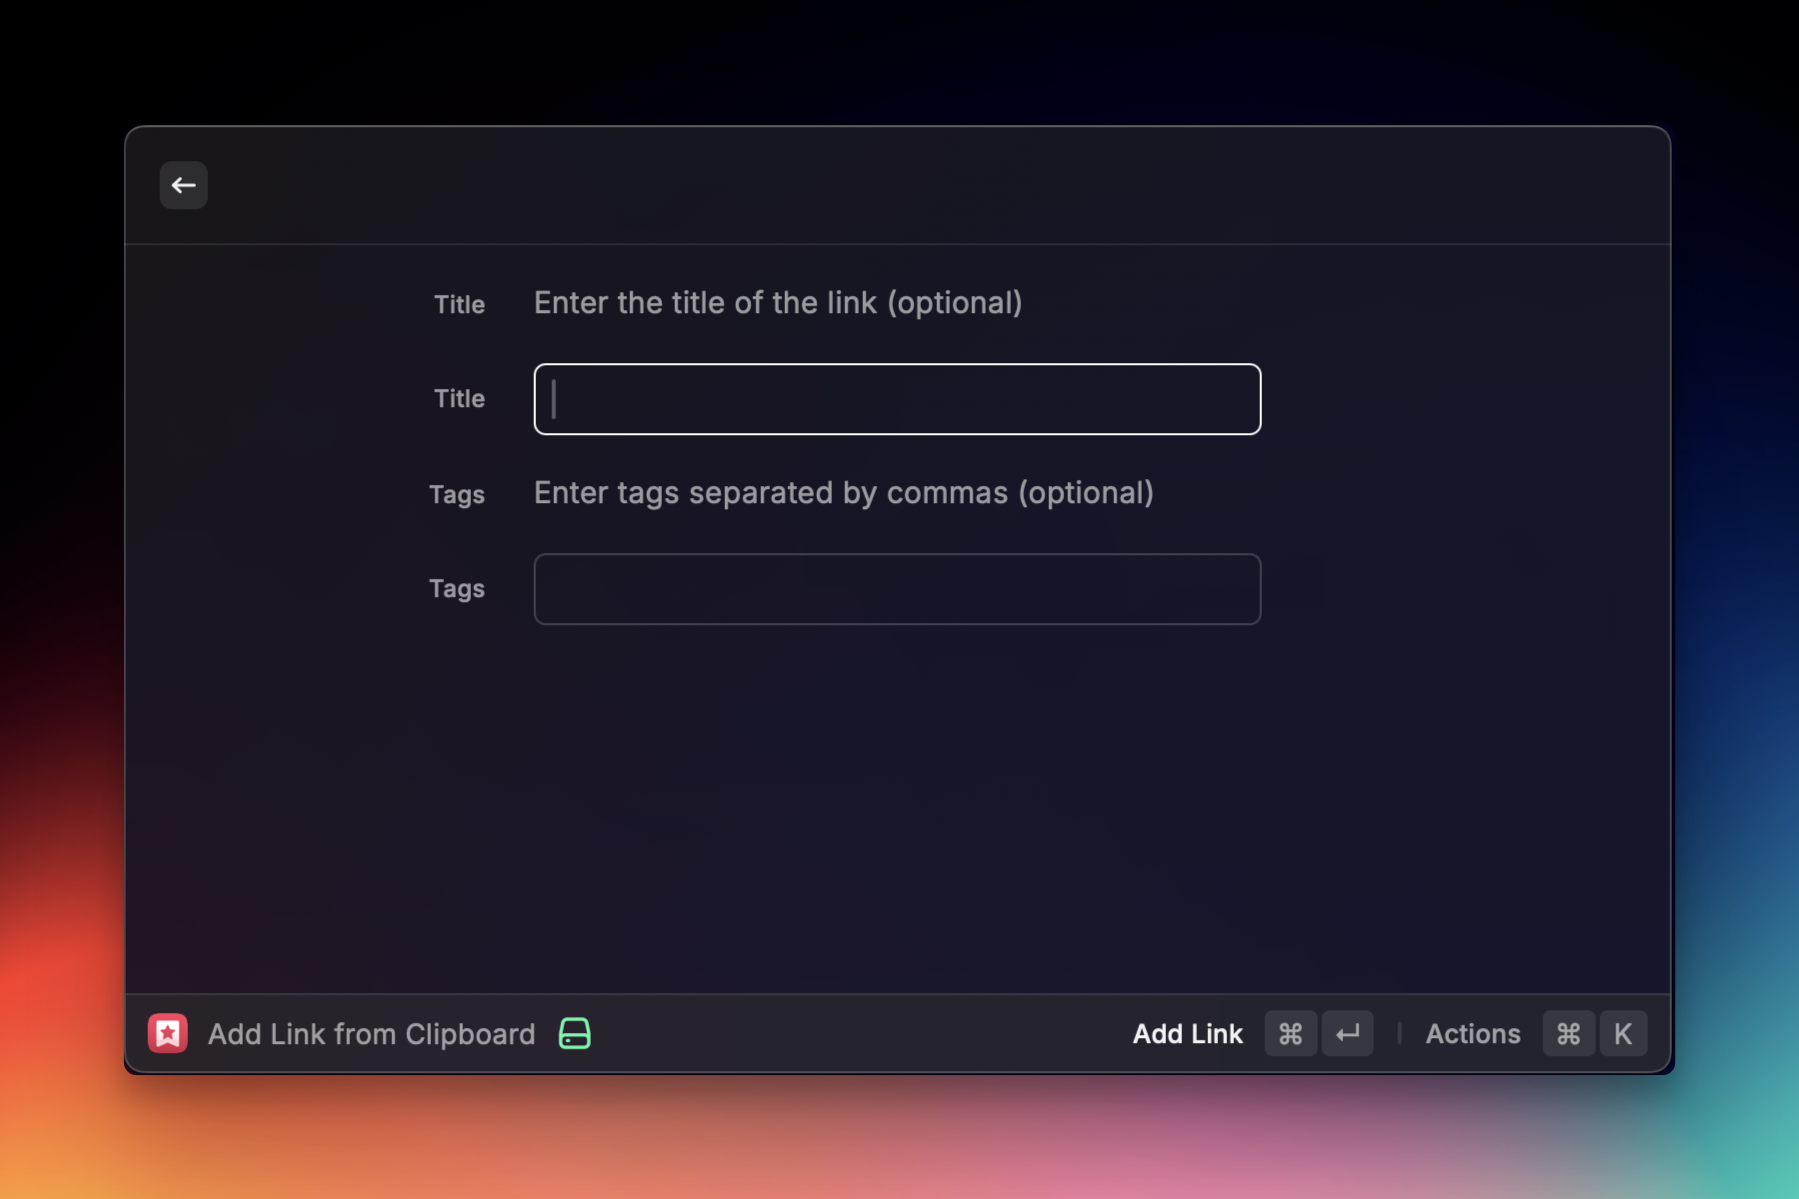 Title Enter the title of the link (optional)
Title
Tags Enter tags separated by commas (optional)
Tags
Add Link from Clipboard Add Link ⌘ ↵ Actions ⌘ K